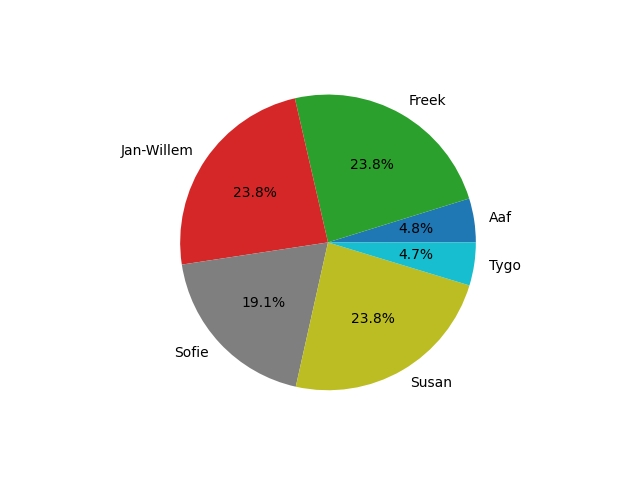 Freek
Jan-Willem
23.8%
23.8%
Aaf
4.8%
4.7%
Tygo
19.1%
23.8%
Sofie
Susan